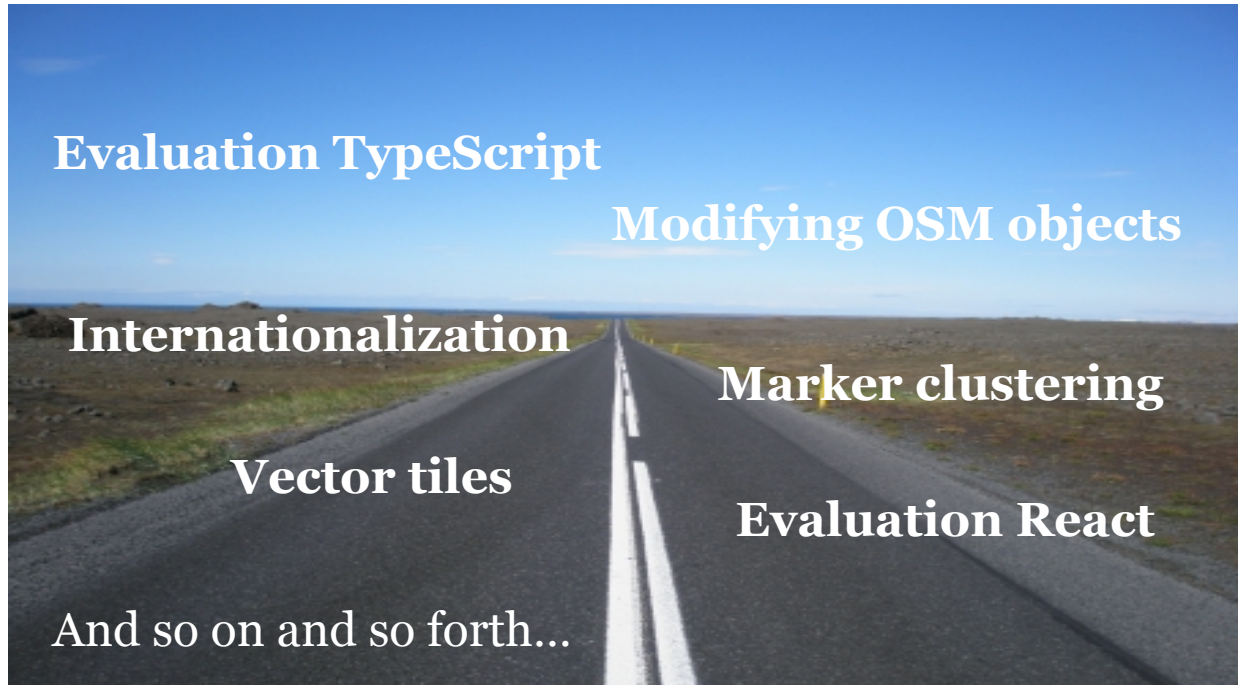 Evaluation TypeScript
Modifying OSM objects
Internationalization
Marker clustering
Vector tiles
Evaluation React
And so on and so forth...